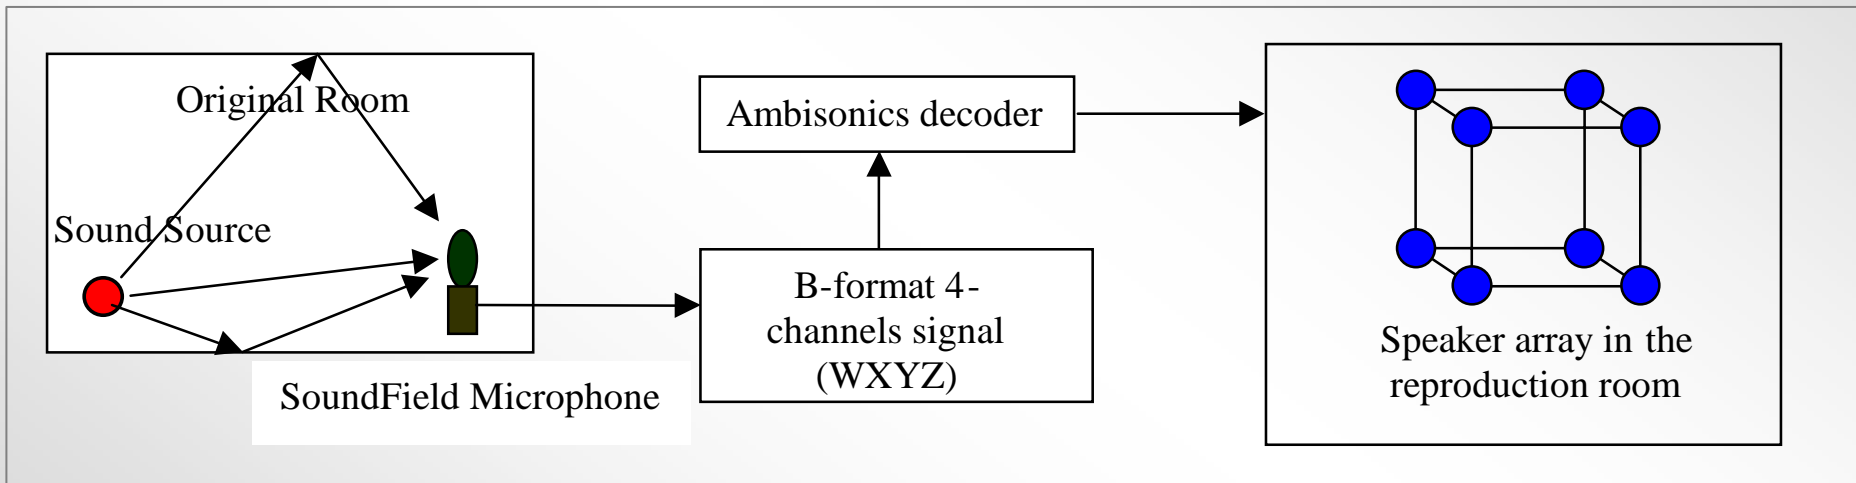 Original Room
Sound Source
SoundField Microphone
Ambisonics decoder
B-format 4-
channels signal
(WXYZ)
Speaker array in the
reproduction room